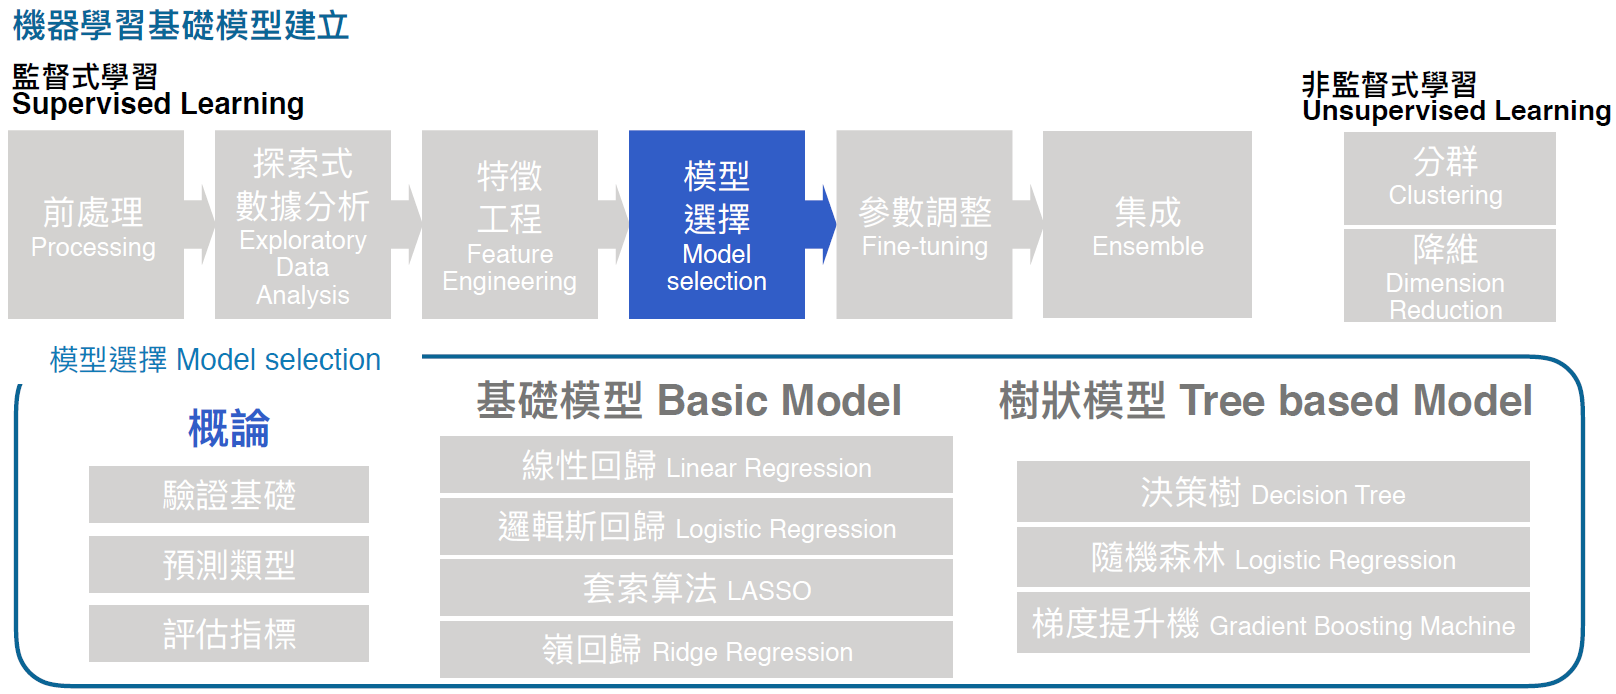 機器學習基礎模型建立
監督式學習
Supervised Learning
非監督式學習
Unsupervised Learning
前處理
Processing
探索式
數據分析
Exploratory
Data
Analysis
特徵
工程
Feature
Engineering
模型
選擇
Model
selection
參數調整
Fine-tuning
集成
Ensemble
分群
Clustering
降維
Dimension
Reduction
模型選擇 Model selection
概論
驗證基礎
預測類型
評估指標
基礎模型 Basic Model
線性回歸 Linear Regression
邏輯斯回歸 Logistic Regression
套索算法 LASSO
嶺回歸 Ridge Regression
樹狀模型 Tree based Model
決策樹 Decision Tree
隨機森林 Logistic Regression
梯度提升機 Gradient Boosting Machine